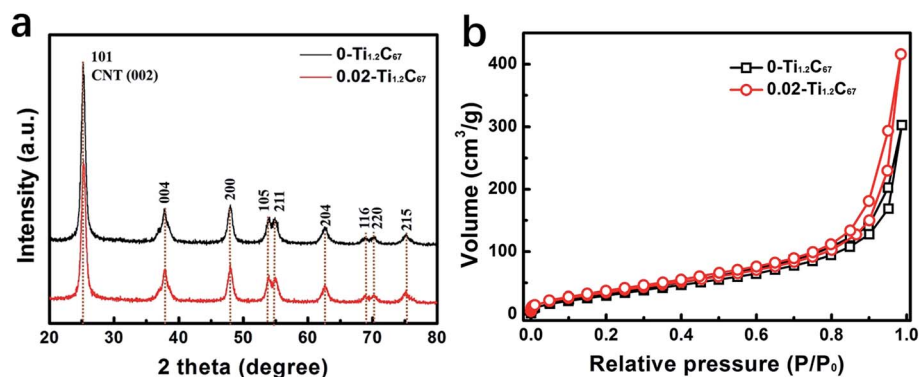 a
0-Ti₁.₂C₆₇
0.02-Ti₁.₂C₆₇
101
CNT (002)
004
200
105
211
204
116
220
215
Intensity (a.u.)
20 30 40 50 60 70 80
2 theta (degree)
b
0-Ti₁.₂C₆₇
0.02-Ti₁.₂C₆₇
400
300
200
100
0
Volume (cm³/g)
0.0 0.2 0.4 0.6 0.8 1.0
Relative pressure (P/P₀)